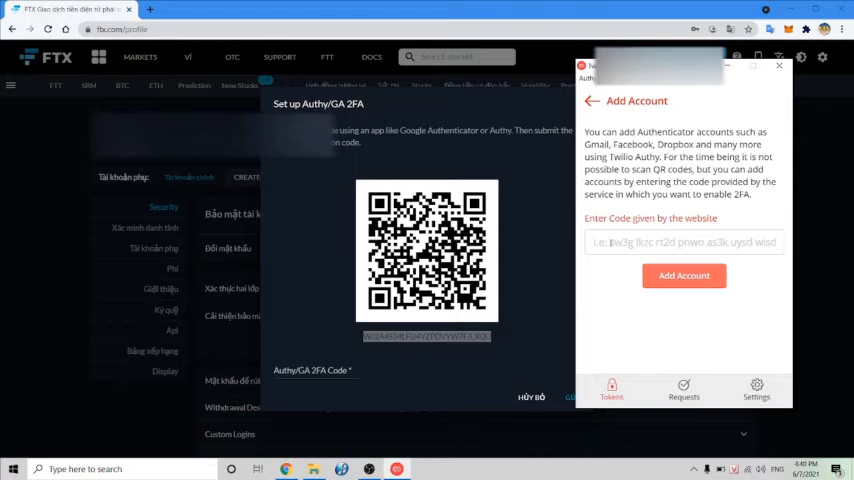 FTX Giao dịch tiền điện tử phái
ftx.com/profile
FTX
MARKETS
VÍ
OTC
SUPPORT
FTT
DOCS
Search market
FTT
SRM
BTC
ETH
Prediction
New Stocks
Stocks
Prediction
Set up Authy/GA 2FA
using an app like Google Authenticator or Authy. Then submit the
on code.
Tài khoản phụ:
Tài khoản chính
CREATE
Security
Xác minh danh tính
Tài khoản phụ
Phí
Giới thiệu
Ký quỹ
Api
Bảng xếp hạng
Display
Bảo mật tài k
Đổi mật khẩu
Xác thực hai lớp
Cải thiện bảo m
Mật khẩu để rút
Withdrawal Des
Custom Logins
Authy/GA 2FA Code *
HỦY BỎ
Add Account
You can add Authenticator accounts such as
Gmail, Facebook, Dropbox and many more
using Twilio Authy. For the time being it is not
possible to scan QR codes, but you can add
accounts by entering the code provided by the
service in which you want to enable 2FA.
Enter Code given by the website
i.e: aw3g lkzc rt2d pnwo as3k uysd wisd
Add Account
Tokens
Requests
Settings
Type here to search
ENG
4:40 PM
6/7/2021